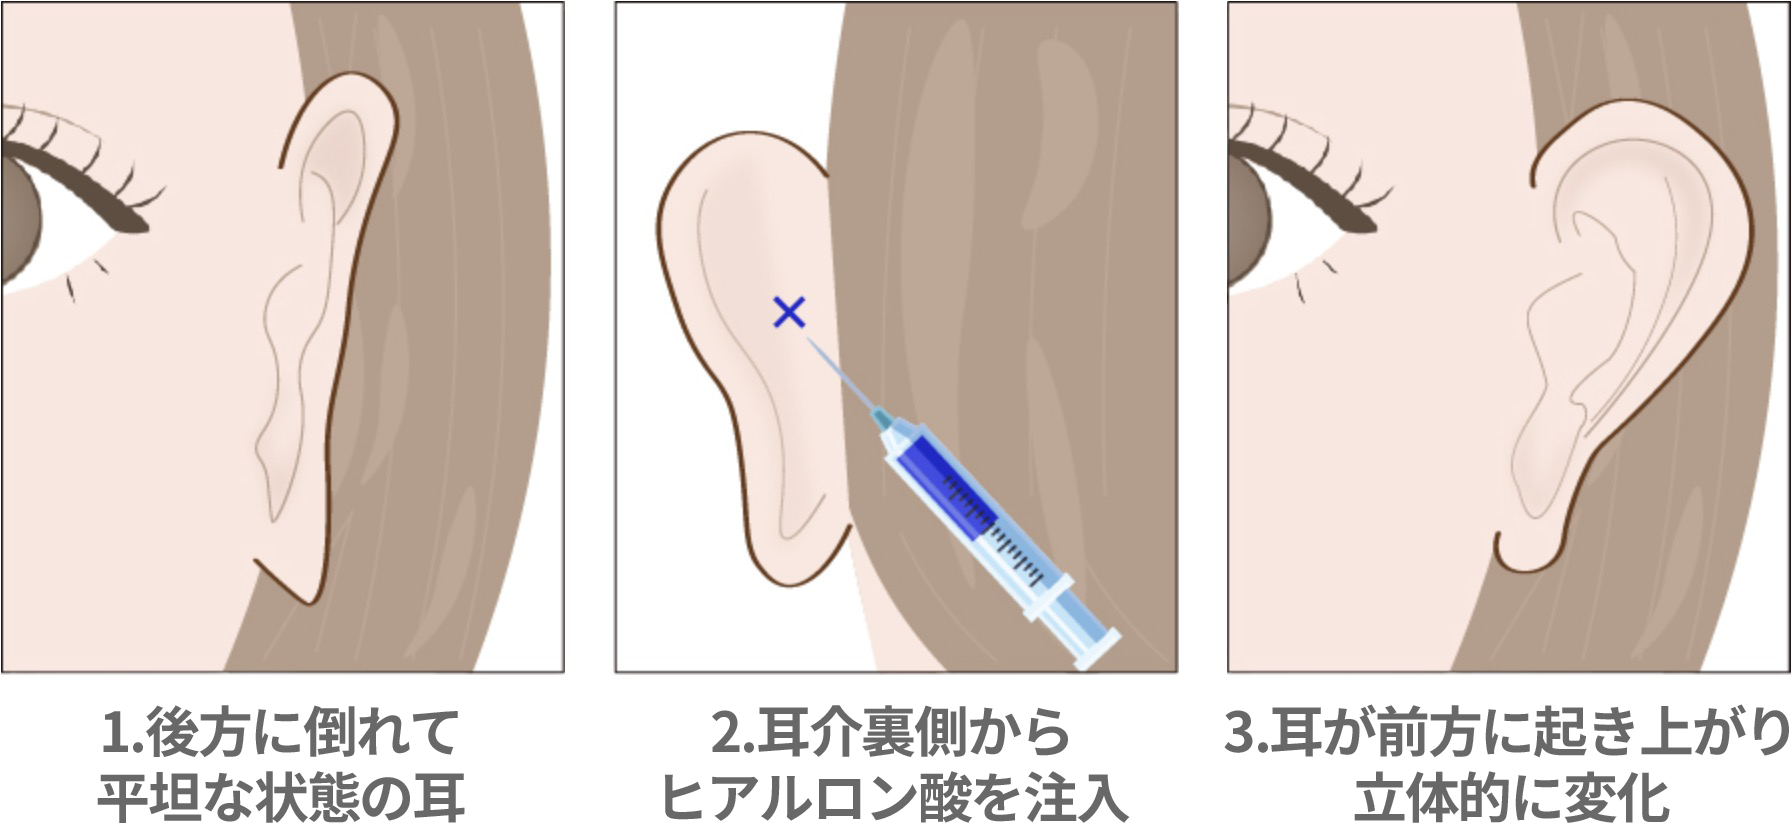 1.後方に倒れて
平坦な状態の耳
2.耳介裏側から
ヒアルロン酸を注入
3.耳が前方に起き上がり
立体的に変化